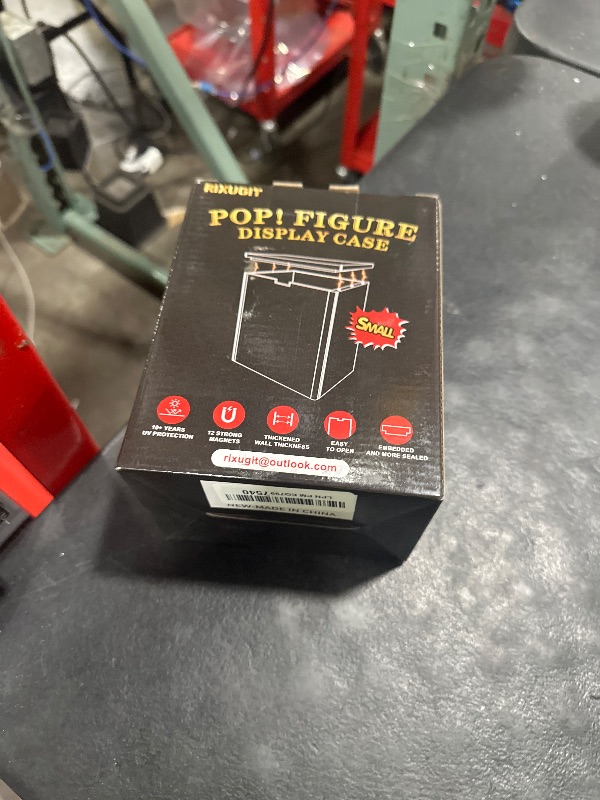 RIXUGIT
POP! FIGURE
DISPLAY CASE
SMALL
10+ YEARS
UV PROTECTION
12 STRONG
MAGNETS
THICKENED
WALL THICKNESS
EASY
TO OPEN
EMBEDDED
AND MORE SEALED
rixugit@outlook.com
7540
NEW-MADE IN CHINA